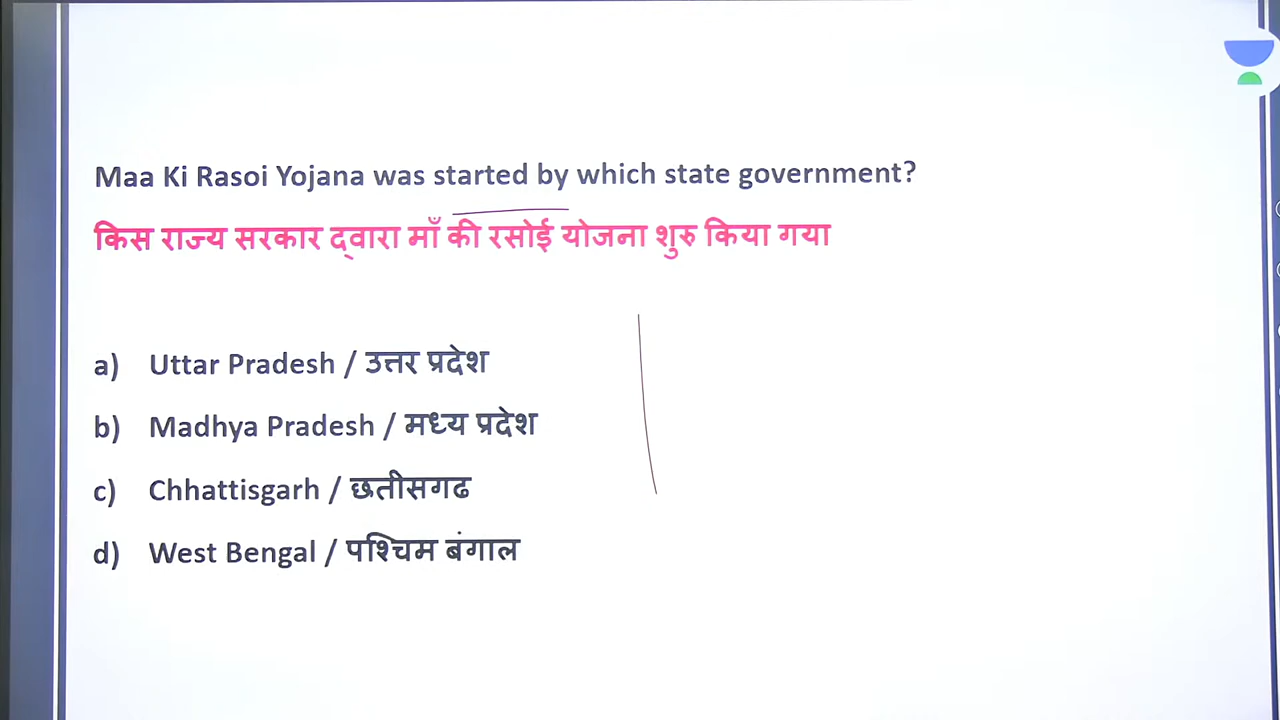 Maa Ki Rasoi Yojana was started by which state government?
किस राज्य सरकार द्वारा माँ की रसोई योजना शुरु किया गया
a) Uttar Pradesh / उत्तर प्रदेश
b) Madhya Pradesh / मध्य प्रदेश
c) Chhattisgarh / छतीसगढ
d) West Bengal / पश्चिम बंगाल